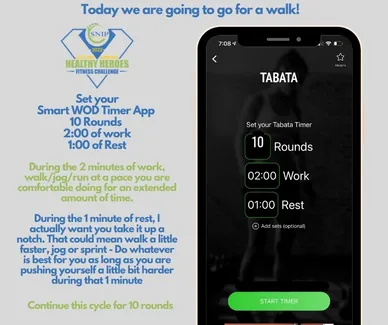 Today we are going to go for a walk!
SNIP
2022
HEALTHY HEROES
FITNESS CHALLENGE
Set your
Smart WOD Timer App
10 Rounds
2:00 of work
1:00 of Rest
During the 2 minutes of work,
walk/jog/run at a pace you are
comfortable doing for an extended
amount of time.
During the 1 minute of rest, I
actually want you take it up a
notch. That could mean walk a little
faster, jog or sprint - Do whatever
is best for you as long as you are
pushing yourself a little bit harder
during that 1 minute
Continue this cycle for 10 rounds
7:08
TABATA
Set your Tabata Timer
10 Rounds
02:00 Work
01:00 Rest
Add sets (optional)
START TIMER